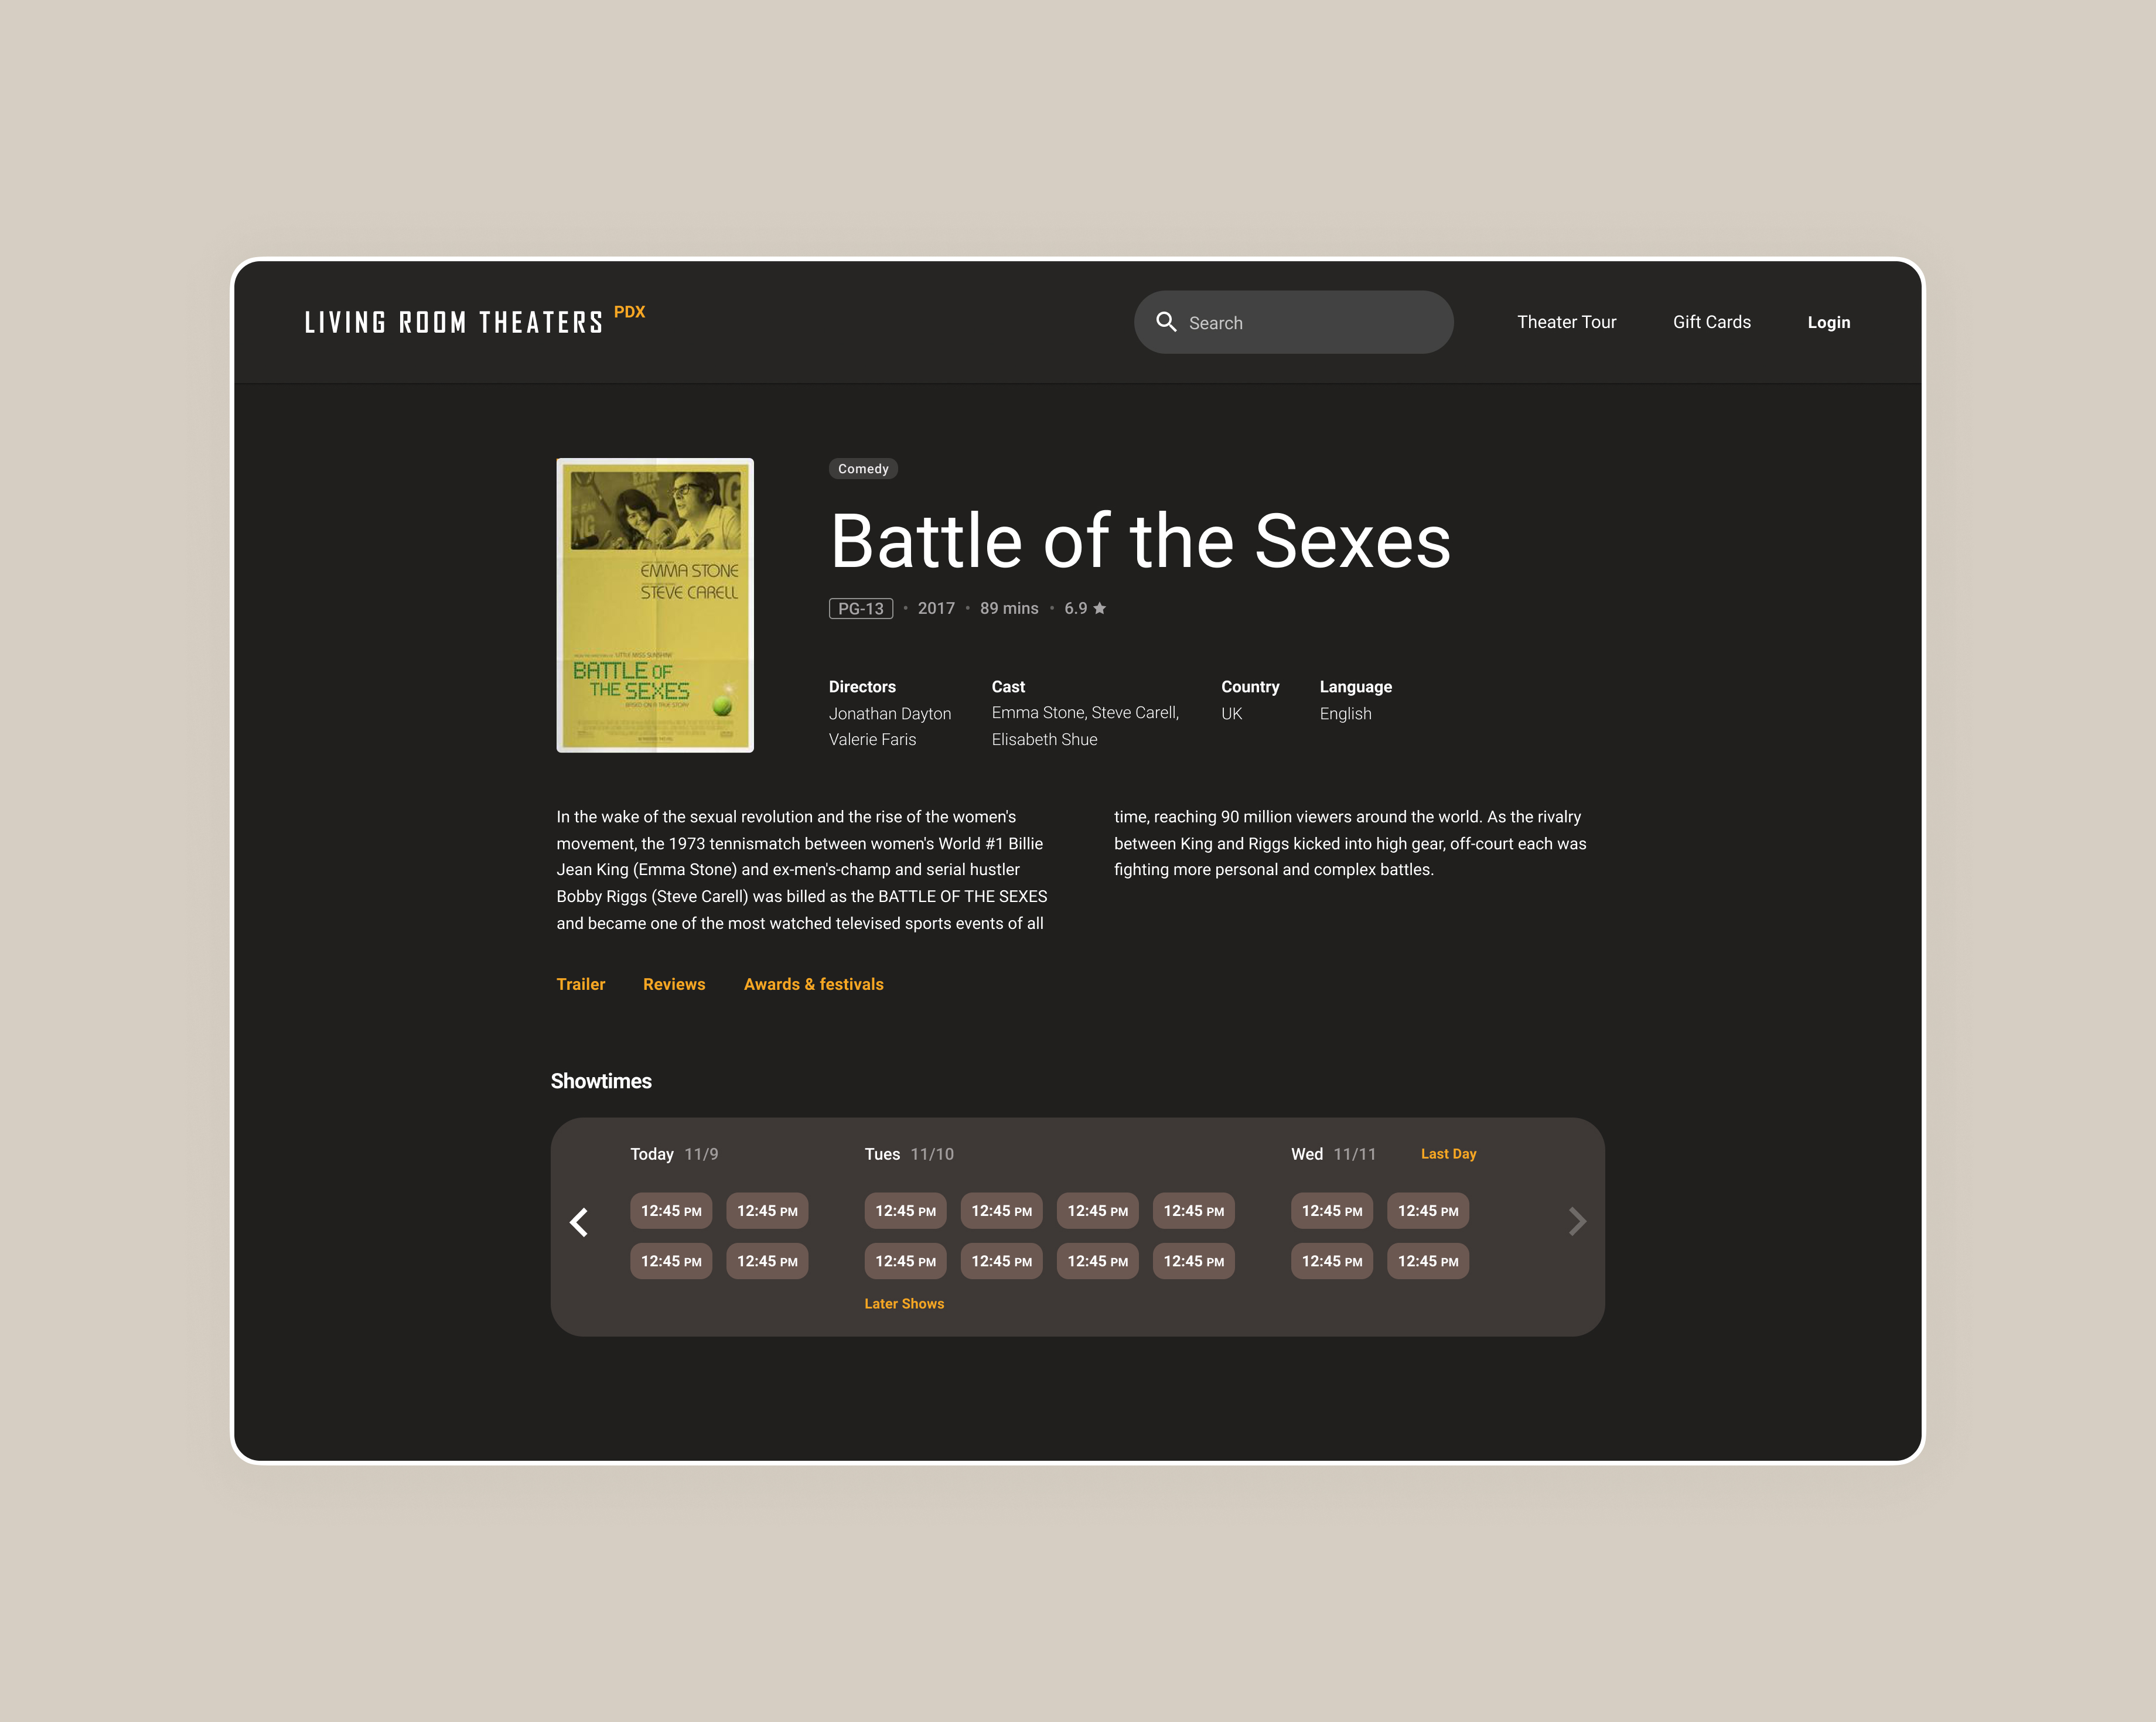 LIVING ROOM THEATERS PDX
Search
Theater Tour
Gift Cards
Login
EMMA STONE
STEVE CARELL
BATTLE OF
THE SEXES
BASED ON A TRUE STORY
Comedy
Battle of the Sexes
PG-13 • 2017 • 89 mins • 6.9 ★
Directors
Jonathan Dayton
Valerie Faris
Cast
Emma Stone, Steve Carell,
Elisabeth Shue
Country
UK
Language
English
In the wake of the sexual revolution and the rise of the women's
movement, the 1973 tennismatch between women's World #1 Billie
Jean King (Emma Stone) and ex-men's-champ and serial hustler
Bobby Riggs (Steve Carell) was billed as the BATTLE OF THE SEXES
and became one of the most watched televised sports events of all
time, reaching 90 million viewers around the world. As the rivalry
between King and Riggs kicked into high gear, off-court each was
fighting more personal and complex battles.
Trailer
Reviews
Awards & festivals
Showtimes
Today 11/9
12:45 PM 12:45 PM
12:45 PM 12:45 PM
Tues 11/10
12:45 PM 12:45 PM 12:45 PM 12:45 PM
12:45 PM 12:45 PM 12:45 PM 12:45 PM
Later Shows
Wed 11/11 Last Day
12:45 PM 12:45 PM
12:45 PM 12:45 PM